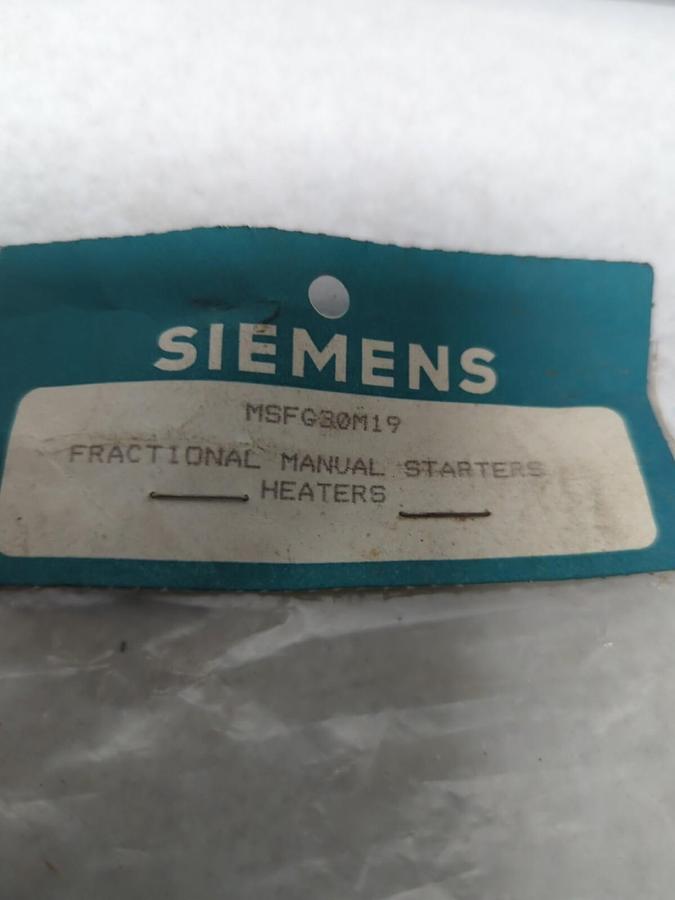 SIEMENS
MSFG30M19
FRACTIONAL MANUAL STARTERS
HEATERS